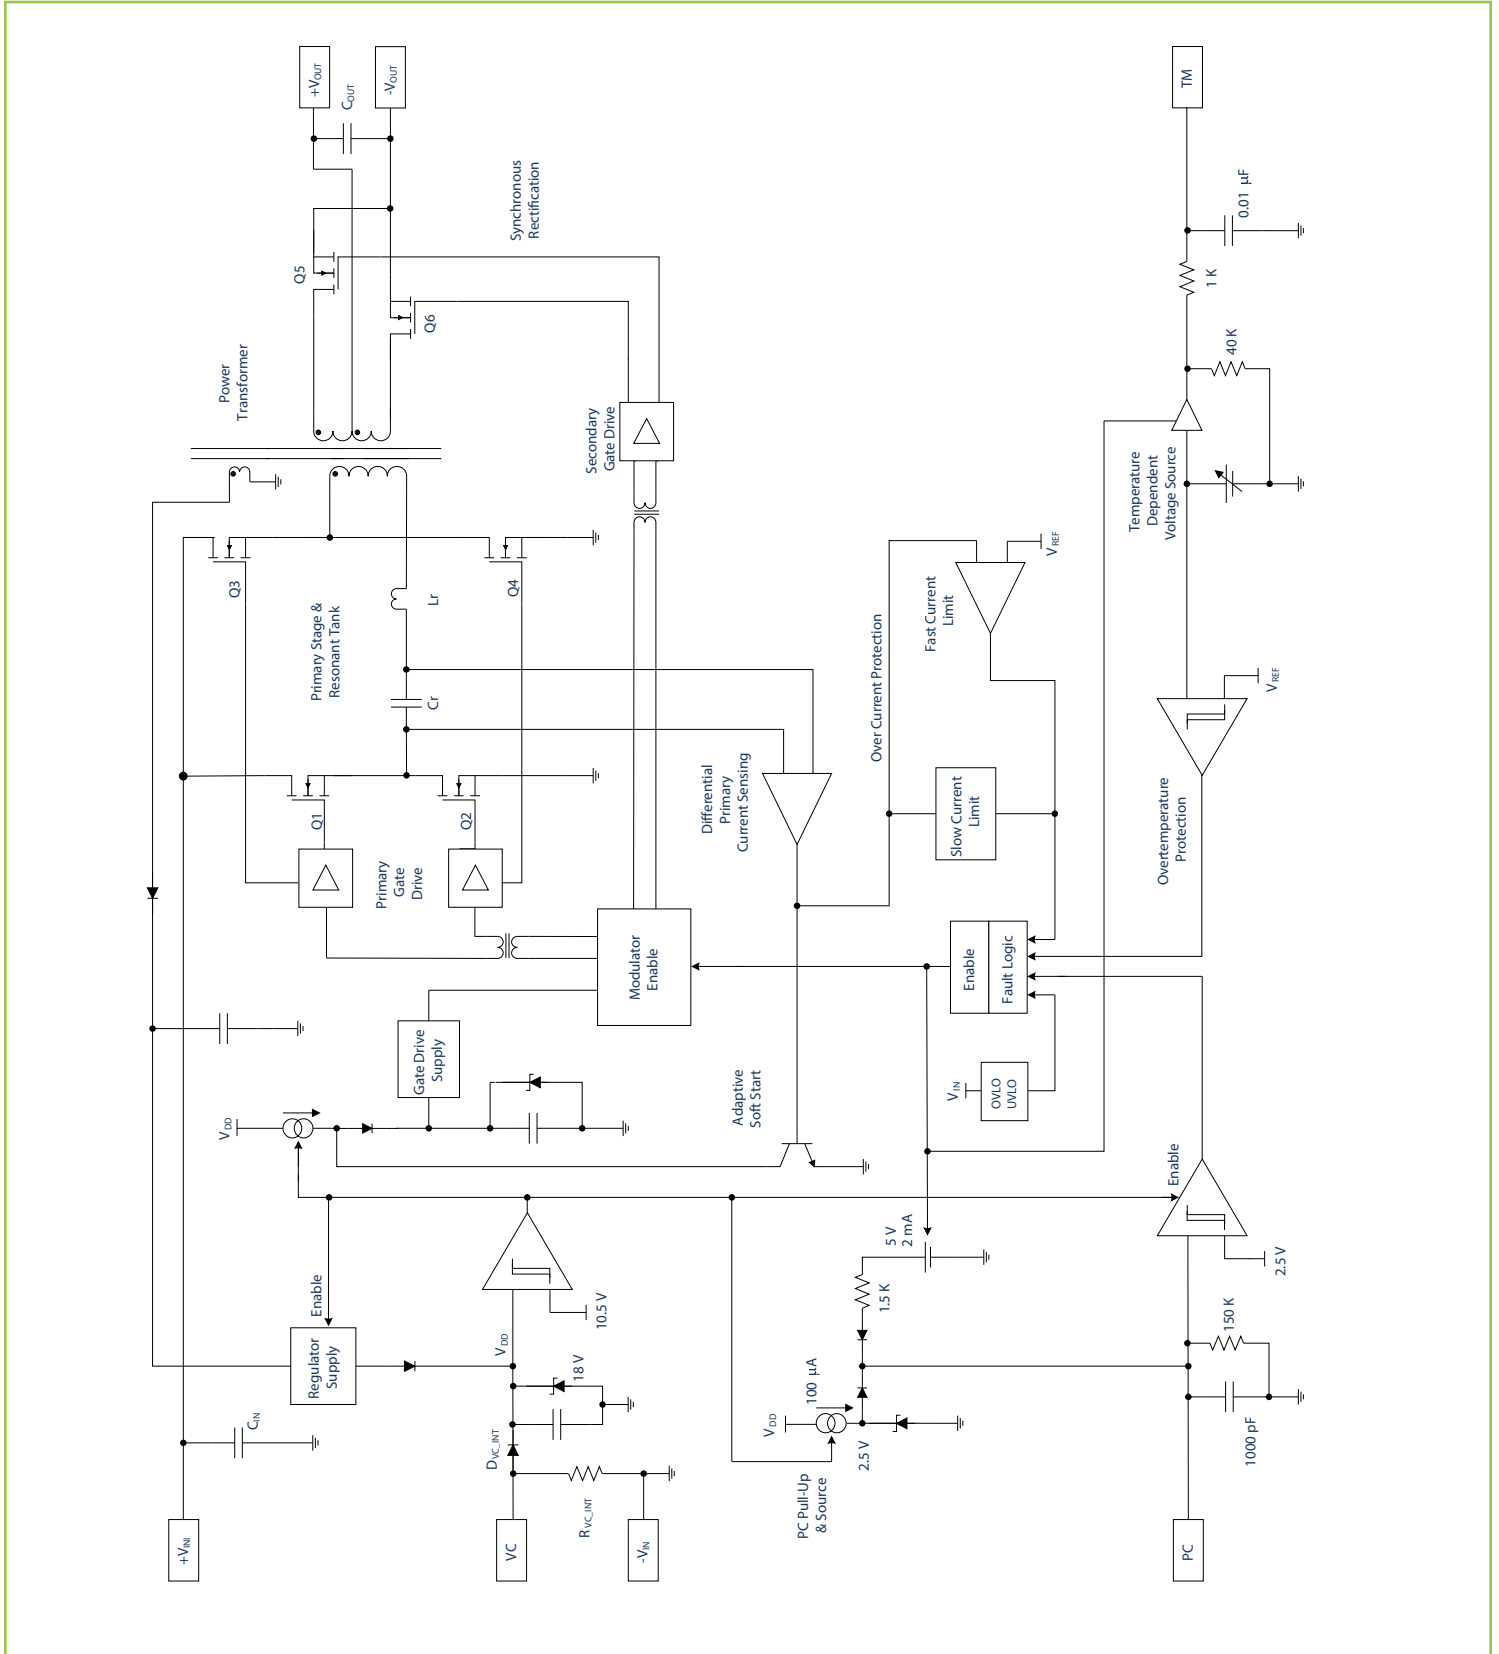 +VOUT
COUT
-VOUT
TM
Synchronous
Rectification
0.01 μF
Q5
1 K
Q6
Power
Transformer
40 K
Secondary
Gate Drive
Temperature
Dependent
Voltage Source
VREF
Q3
Q4
Primary Stage &
Resonant Tank
Lr
Fast Current
Limit
Over Current Protection
Cr
VREF
Differential
Primary
Current Sensing
Slow Current
Limit
Overtemperature
Protection
Q1
Q2
Primary
Gate
Drive
Modulator
Enable
Enable
Fault Logic
Gate Drive
Supply
VIN
OVLO
UVLO
Adaptive
Soft Start
VDD
Enable
5 V
2 mA
2.5 V
Enable
10.5 V
1.5 K
150 K
Regulator
Supply
VDD
18 V
100 μA
CIN
VDD
DVC_INT
2.5 V
1000 pF
PC Pull-Up
& Source
RVC_INT
+VINI
VC
-VIN
PC